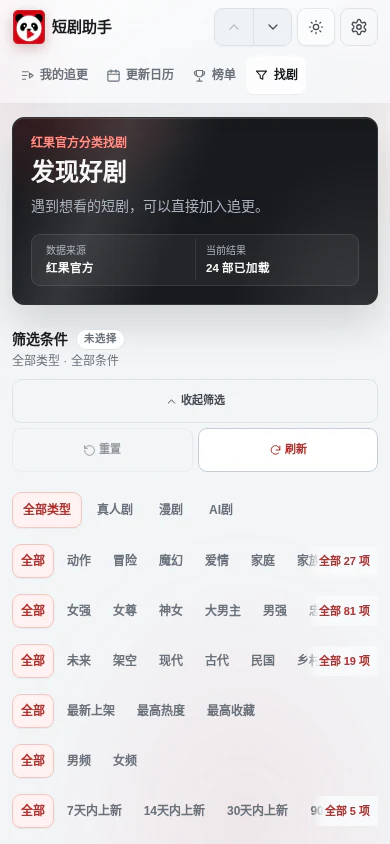 短剧助手
我的追更 更新日历 榜单 找剧
红果官方分类找剧
发现好剧
遇到想看的短剧，可以直接加入追更。
数据来源 当前结果
红果官方 24 部已加载
筛选条件 未选择
全部类型 · 全部条件
收起筛选
重置 刷新
全部类型 真人剧 漫剧 AI剧
全部 动作 冒险 魔幻 爱情 家庭 家族 全部 27 项
全部 女强 女尊 神女 大男主 男强 全部 81 项
全部 未来 架空 现代 古代 民国 乡村 全部 19 项
全部 最新上架 最高热度 最高收藏
全部 男频 女频
全部 7天内上新 14天内上新 30天内上新 90 全部 5 项